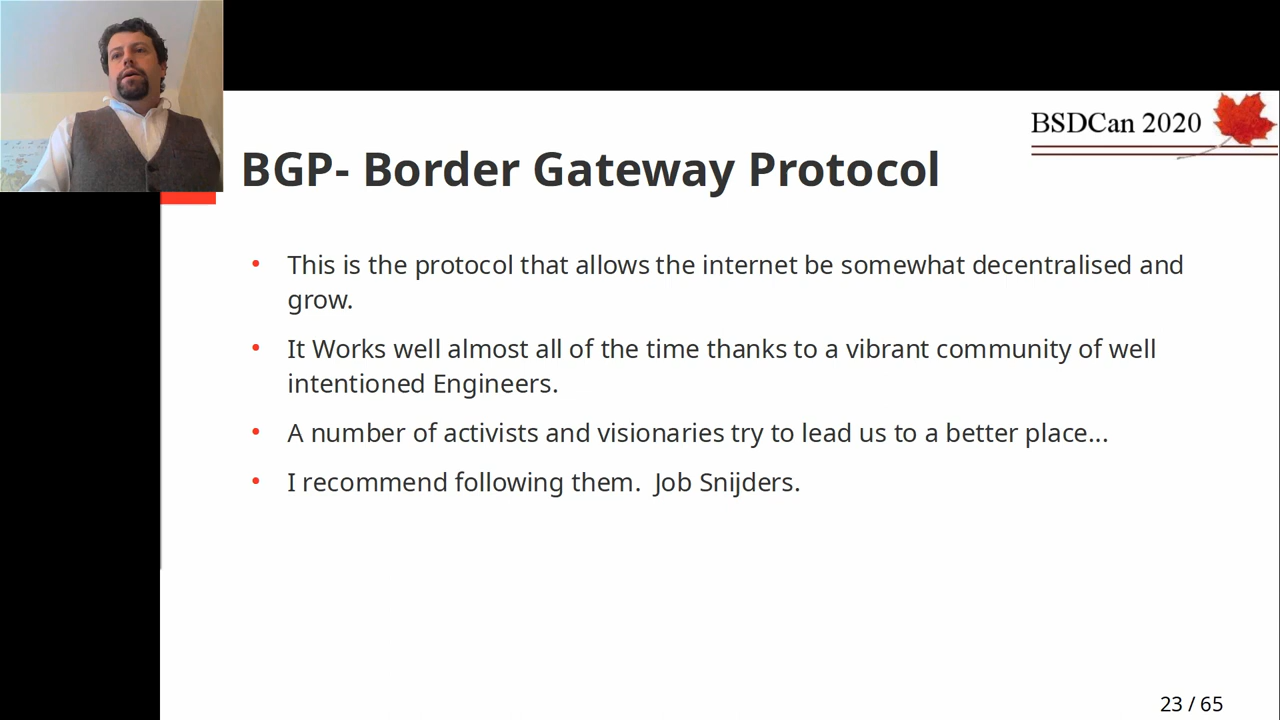 BSDCan 2020
BGP- Border Gateway Protocol
• This is the protocol that allows the internet be somewhat decentralised and
grow.
• It Works well almost all of the time thanks to a vibrant community of well
intentioned Engineers.
• A number of activists and visionaries try to lead us to a better place...
• I recommend following them.  Job Snijders.
23 / 65